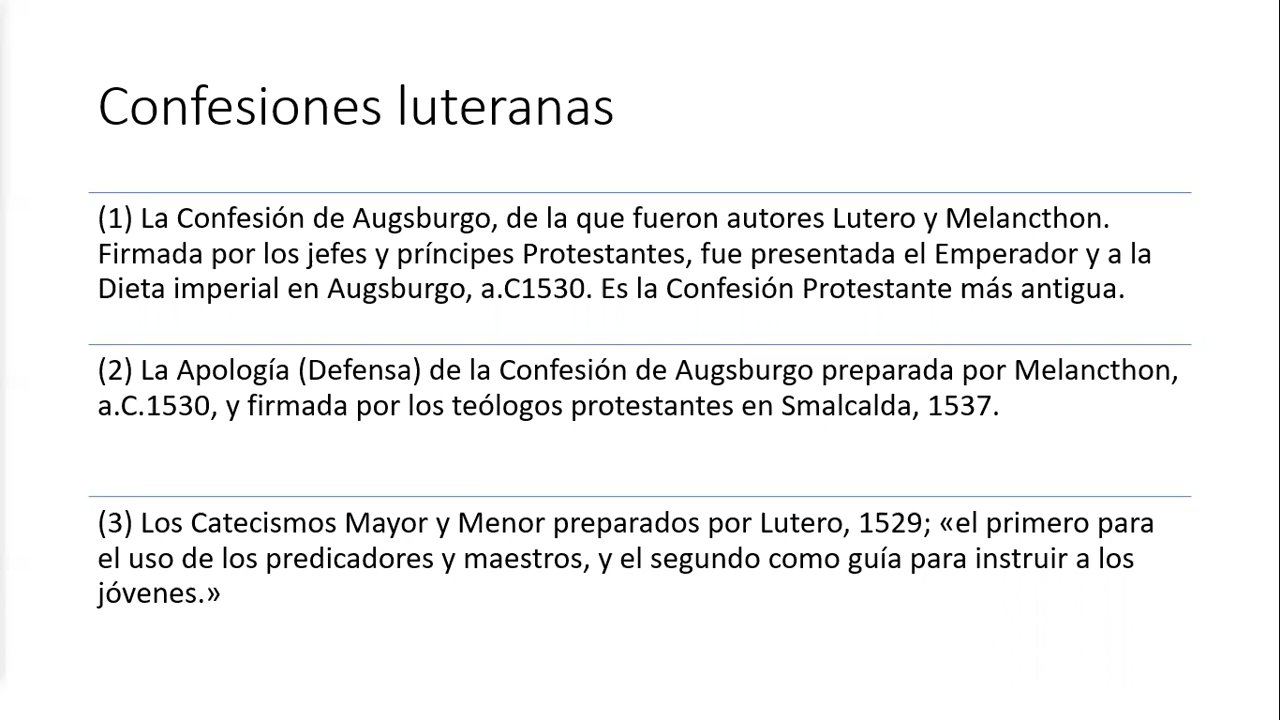 Confesiones luteranas
(1) La Confesión de Augsburgo, de la que fueron autores Lutero y Melancthon.
Firmada por los jefes y príncipes Protestantes, fue presentada el Emperador y a la
Dieta imperial en Augsburgo, a.C1530. Es la Confesión Protestante más antigua.
(2) La Apología (Defensa) de la Confesión de Augsburgo preparada por Melancthon,
a.C.1530, y firmada por los teólogos protestantes en Smalcalda, 1537.
(3) Los Catecismos Mayor y Menor preparados por Lutero, 1529; «el primero para
el uso de los predicadores y maestros, y el segundo como guía para instruir a los
jóvenes.»